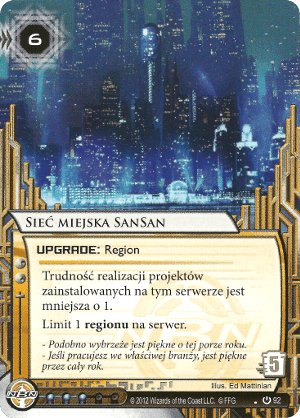 6
SIEĆ MIEJSKA SANSAN
UPGRADE: Region
Trudność realizacji projektów
zainstalowanych na tym serwerze jest
mniejsza o 1.
Limit 1 regionu na serwer.
- Podobno wybrzeże jest piękne o tej porze roku.
- Jeśli pracujesz we właściwej branży, jest piękne
przez cały rok.
5
NBN
Illus. Ed Mattinian
© 2012 Wizards of the Coast LLC. © FFG
92